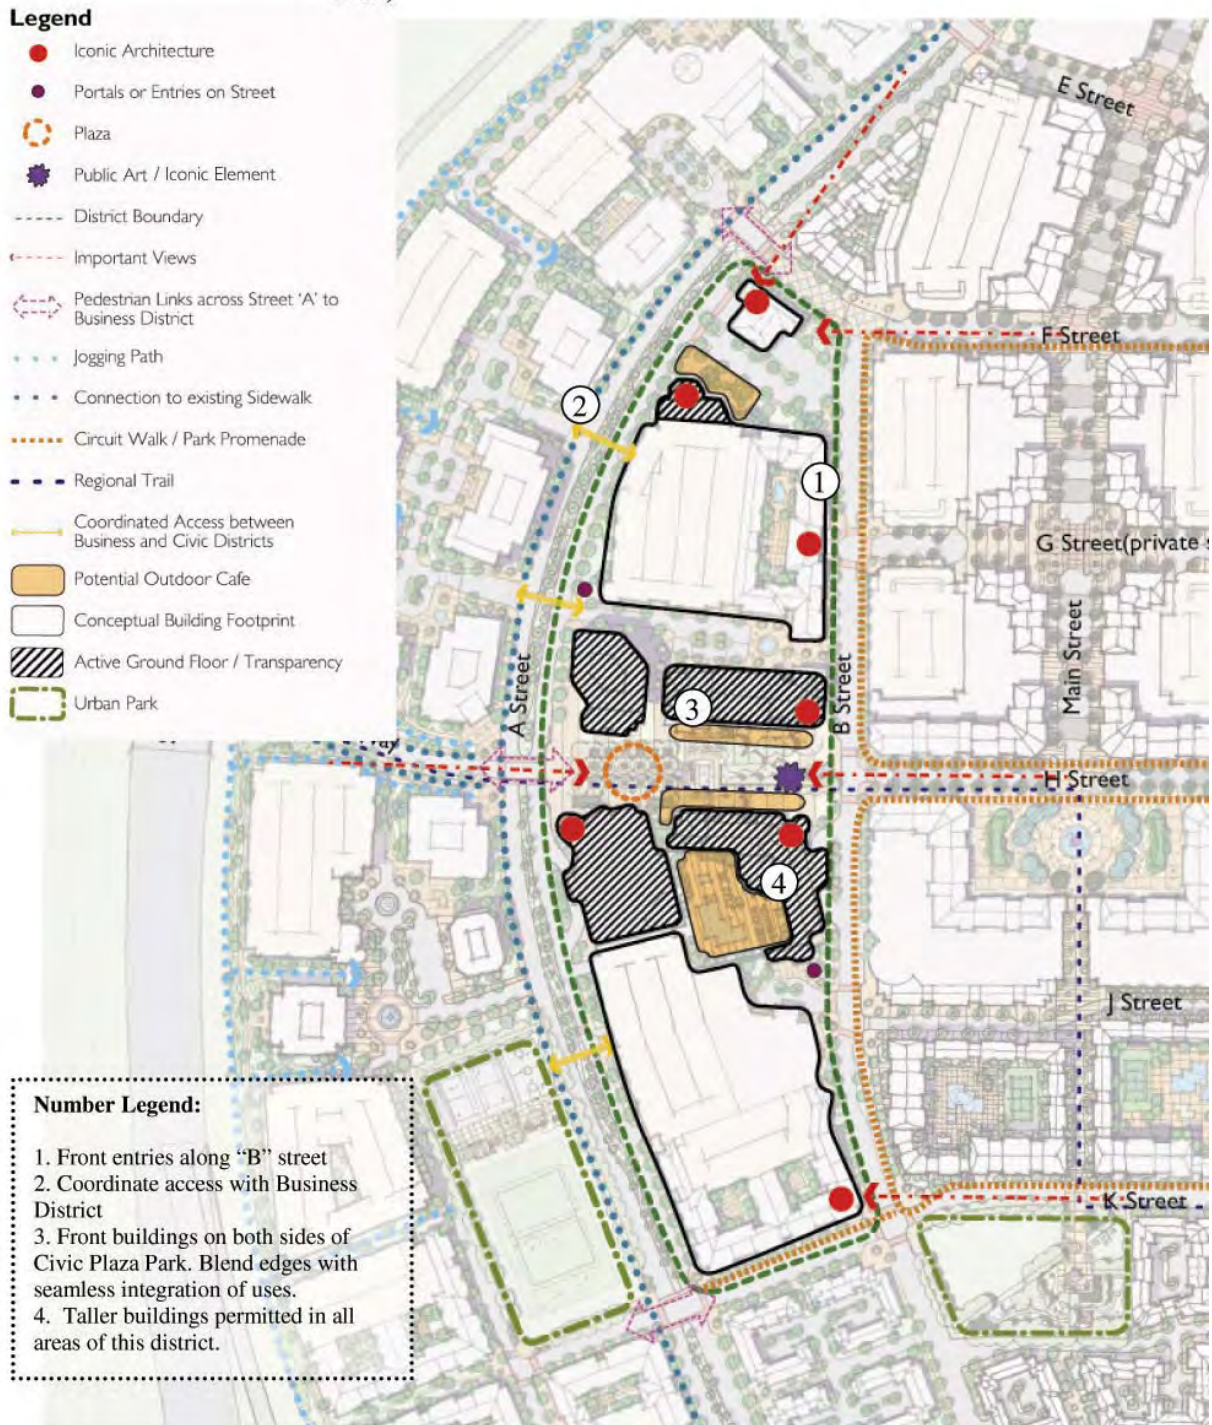 Legend
Iconic Architecture
Portals or Entries on Street
Plaza
Public Art / Iconic Element
District Boundary
Important Views
Pedestrian Links across Street 'A' to
Business District
Jogging Path
Connection to existing Sidewalk
Circuit Walk / Park Promenade
Regional Trail
Coordinated Access between
Business and Civic Districts
Potential Outdoor Cafe
Conceptual Building Footprint
Active Ground Floor / Transparency
Urban Park
E Street
F Street
2
1
G Street(private s
Main Street
A Street
B Street
3
H Street
4
J Street
K Street
Number Legend:
1. Front entries along “B” street
2. Coordinate access with Business
District
3. Front buildings on both sides of
Civic Plaza Park. Blend edges with
seamless integration of uses.
4. Taller buildings permitted in all
areas of this district.